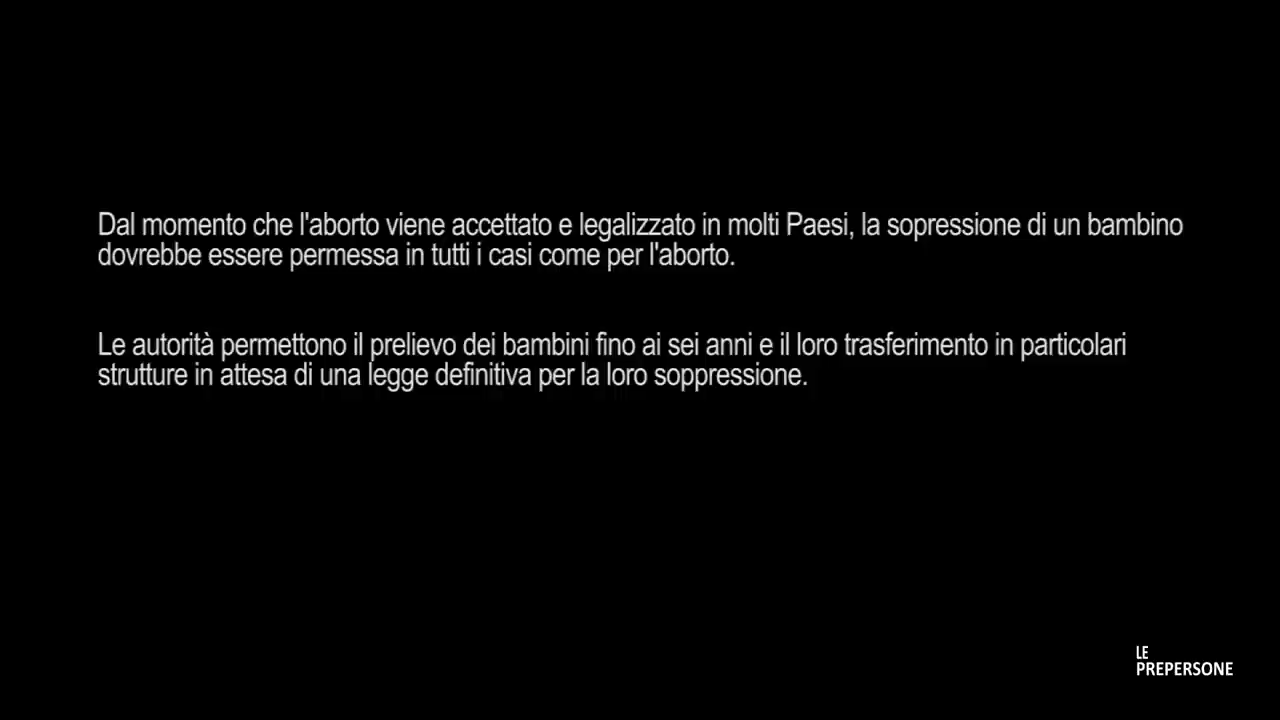 Dal momento che l'aborto viene accettato e legalizzato in molti Paesi, la sopressione di un bambino
dovrebbe essere permessa in tutti i casi come per l'aborto.
Le autorità permettono il prelievo dei bambini fino ai sei anni e il loro trasferimento in particolari
strutture in attesa di una legge definitiva per la loro soppressione.
LE
PREPERSONE